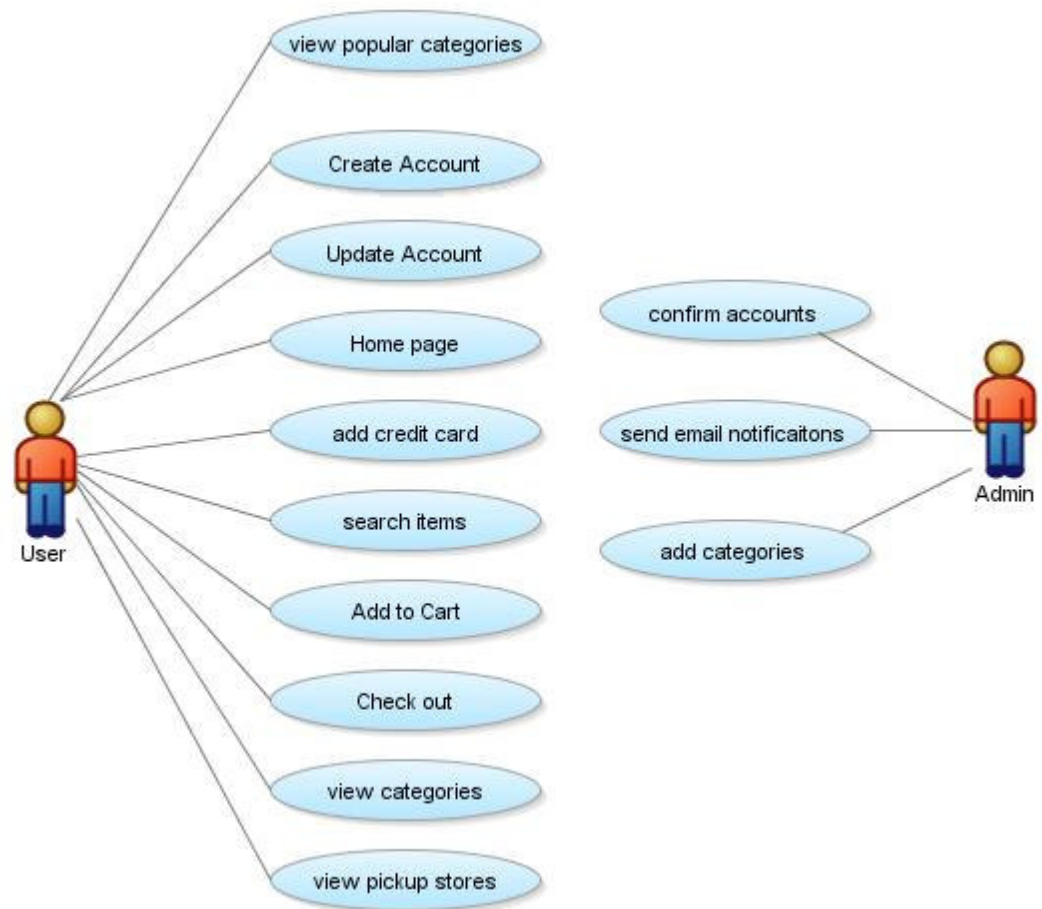 view popular categories
Create Account
Update Account
Home page
add credit card
search items
Add to Cart
Check out
view categories
view pickup stores
User
confirm accounts
send email notificaitons
add categories
Admin